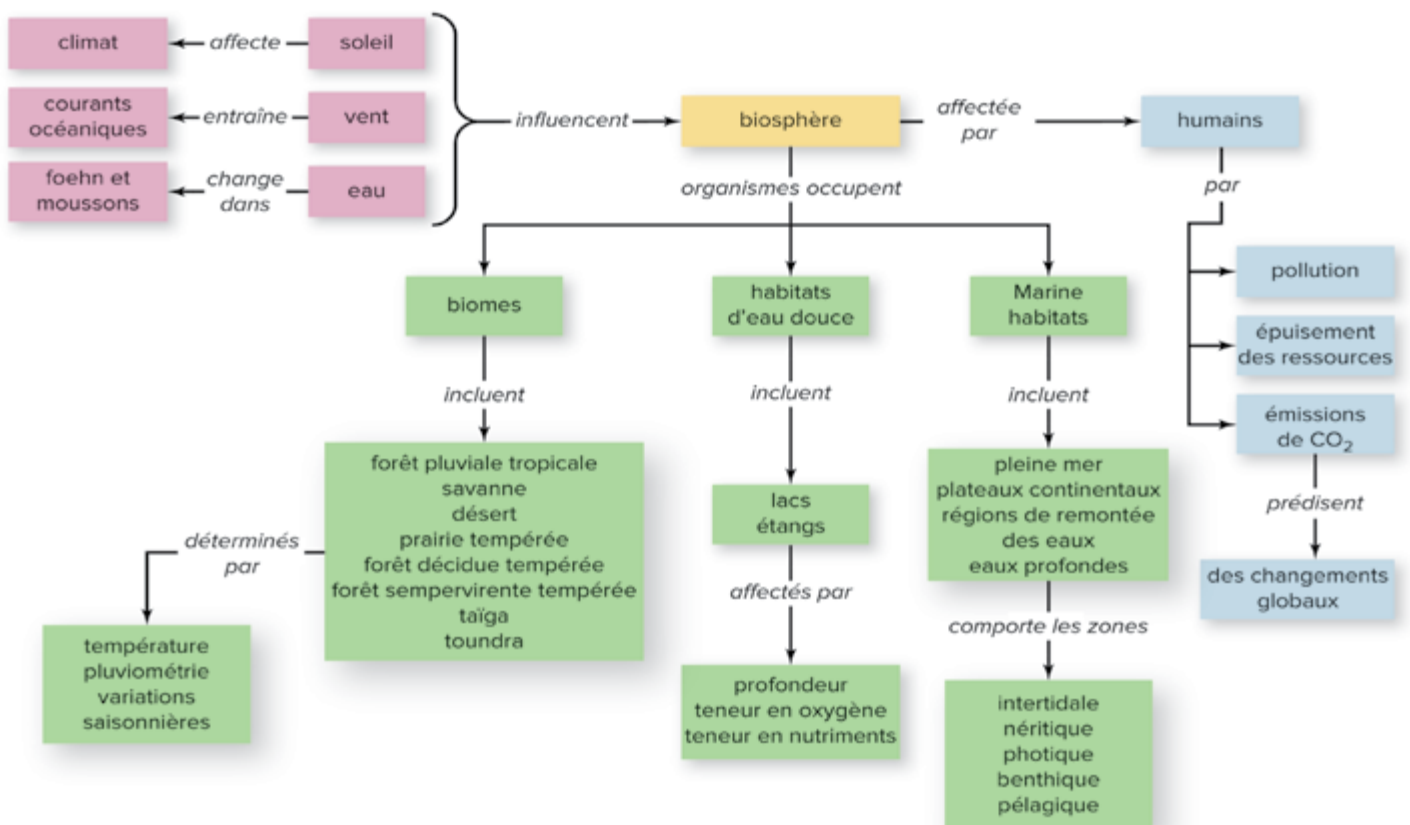 climat
affecte
soleil
courants
océaniques
entraîne
vent
foehn et
moussons
change
dans
eau
influencent
biosphère
affectée
par
humains
organismes occupent
par
pollution
épuisement
des ressources
émissions
de CO₂
prédisent
des changements
globaux
biomes
habitats
d'eau douce
Marine
habitats
incluent
incluent
incluent
forêt pluviale tropicale
savanne
désert
prairie tempérée
forêt décidue tempérée
forêt sempervirente tempérée
taïga
toundra
déterminés
par
température
pluviométrie
variations
saisonnières
lacs
étangs
affectés par
profondeur
teneur en oxygène
teneur en nutriments
pleine mer
plateaux continentaux
régions de remontée
des eaux
eaux profondes
comporte les zones
intertidale
néritique
photique
benthique
pélagique